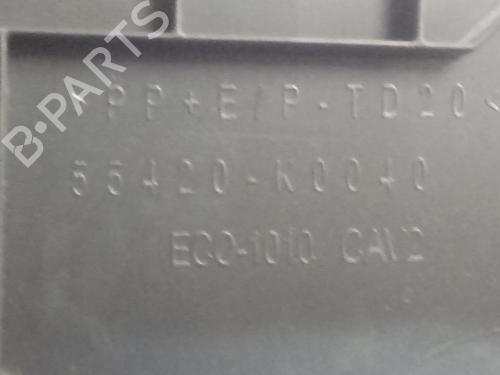 B-PARTS
>PP+E/P-TD20<
55420-K0040
ECO-1010 CAV2